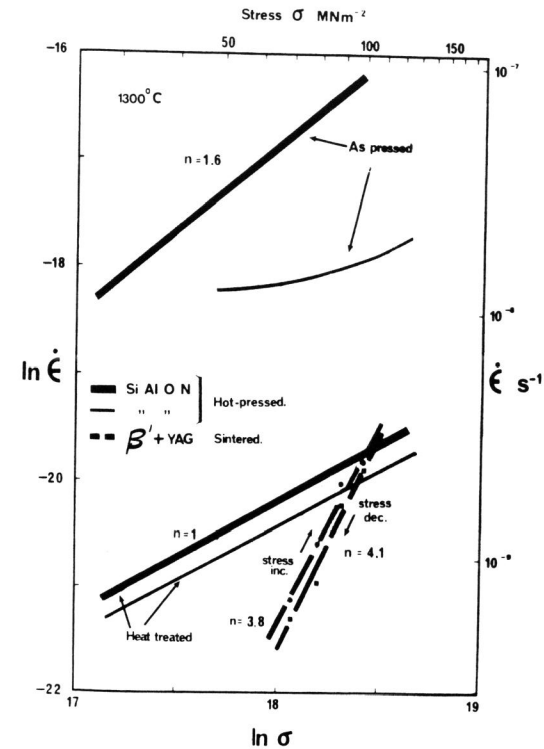 Stress σ MNm⁻²
50 100 150
-16
10⁻⁷
1300°C
As pressed
n = 1.6
-18
10⁻⁸
ln ε̇
ε̇ s⁻¹
Si Al O N
" "
Hot-pressed.
β' + YAG Sintered.
-20
stress
dec.
n = 1
stress
inc.
n = 4.1
10⁻⁹
n = 3.8
Heat treated
-22
17 18 19
ln σ